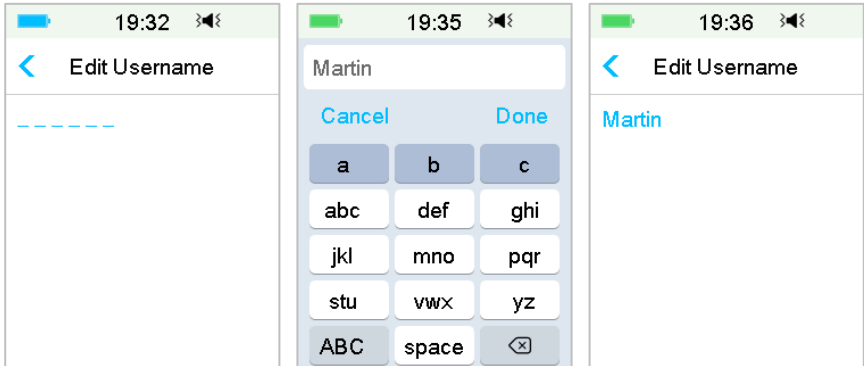 19:32
Edit Username
_ _ _ _ _ _
19:35
Martin
Cancel Done
a b c
abc def ghi
jkl mno pqr
stu vwx yz
ABC space
19:36
Edit Username
Martin